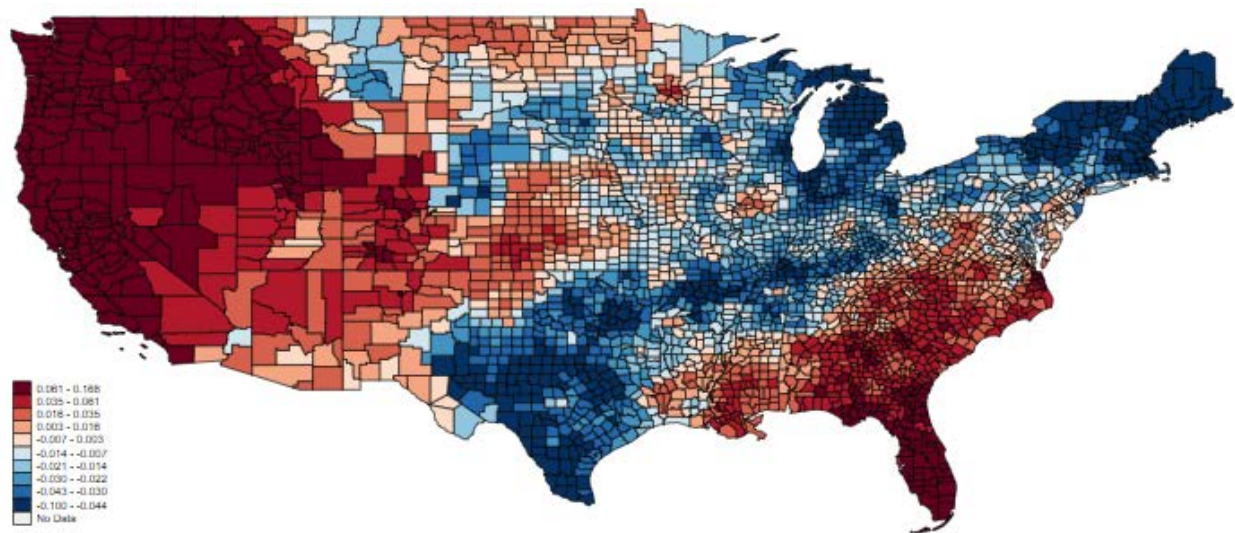 0.061 - 0.168
0.035 - 0.061
0.016 - 0.035
0.003 - 0.016
-0.007 - 0.003
-0.014 - -0.007
-0.021 - -0.014
-0.030 - -0.022
-0.043 - -0.030
-0.100 - -0.044
No Data